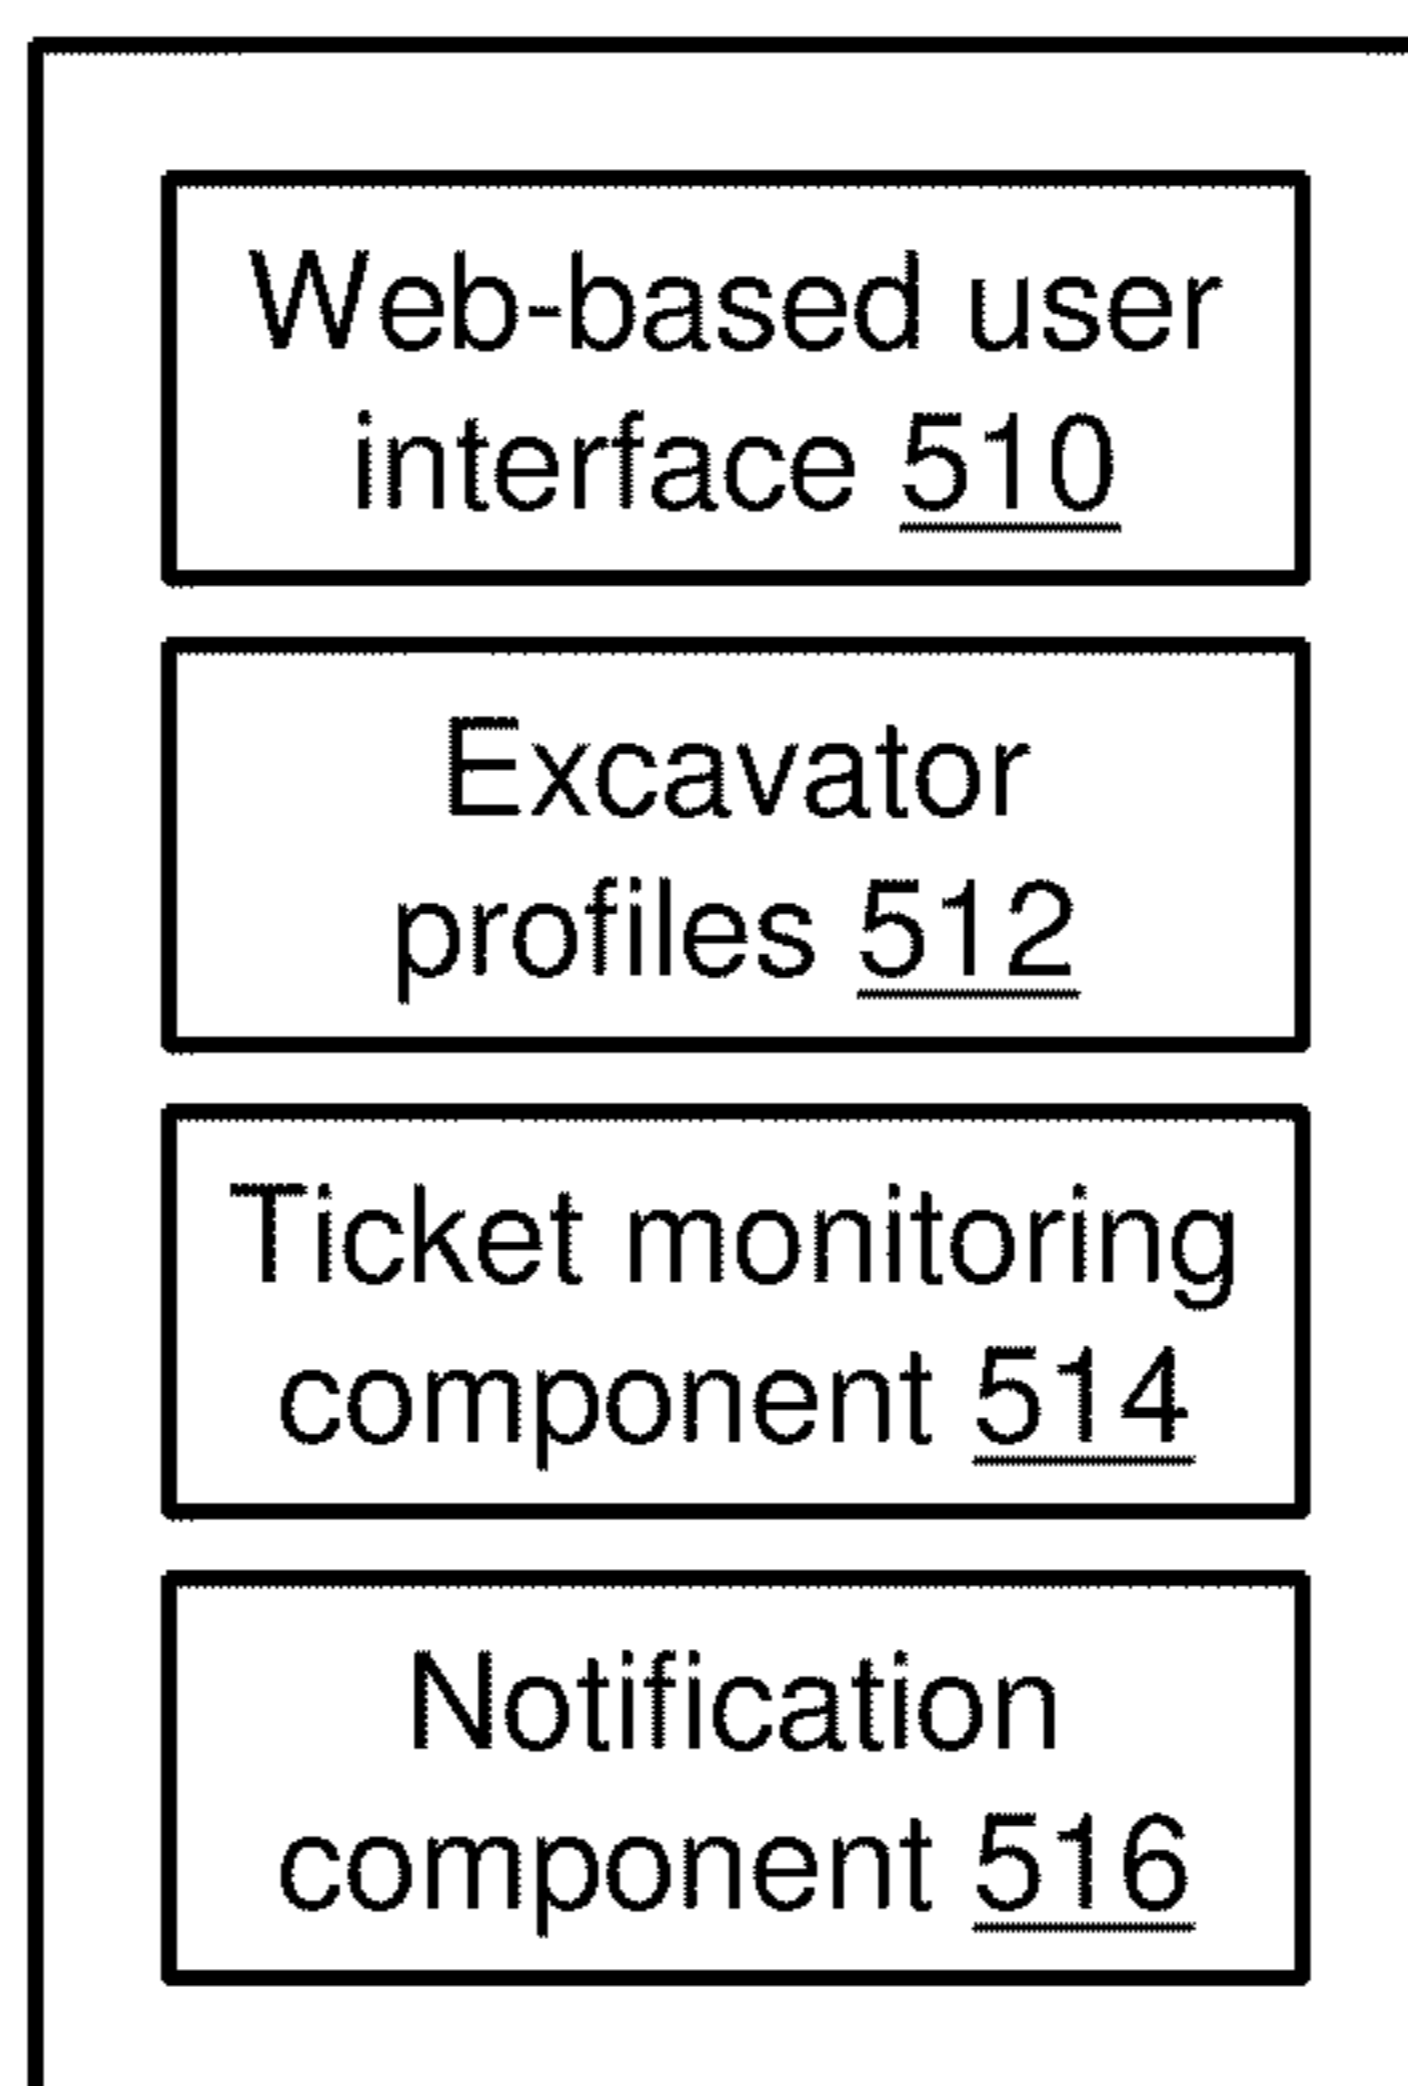 Web-based user
interface 510
Excavator
profiles 512
Ticket monitoring
component 514
Notification
component 516